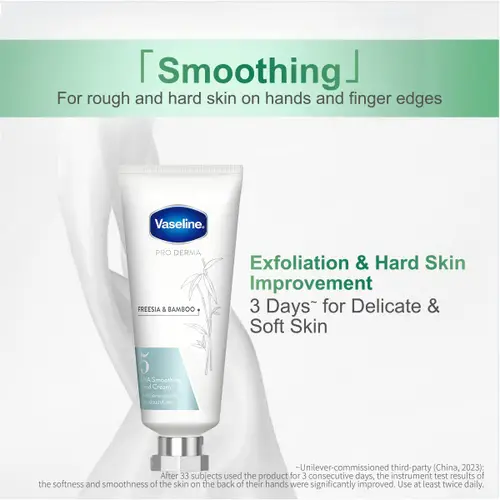 「Smoothing」
For rough and hard skin on hands and finger edges
Vaseline.
PRO DERMA
FREESIA & BAMBOO
Exfoliation & Hard Skin
Improvement
3 Days~ for Delicate &
Soft Skin
5
Smoothing
Cream
~Unilever-commissioned third-party (China, 2023):
After 33 subjects used the product for 3 consecutive days, the instrument test results of
the softness and smoothness of the skin on the back of their hands were significantly improved. Use at least twice daily.